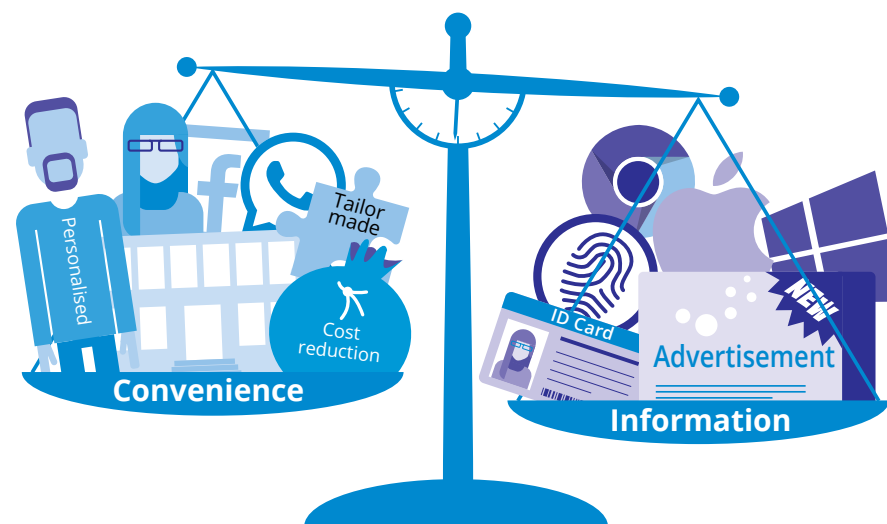 Personalised
Tailor
made
Cost
reduction
Convenience
ID Card
NEW
Advertisement
Information